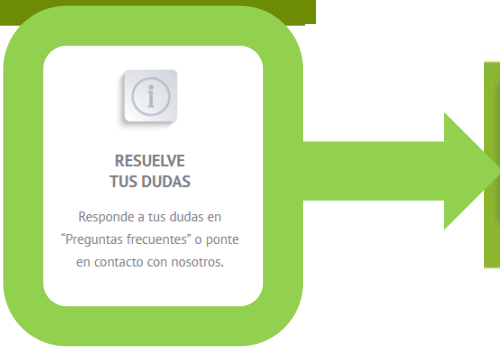 RESUELVE
TUS DUDAS
Responde a tus dudas en
“Preguntas frecuentes” o ponte
en contacto con nosotros.